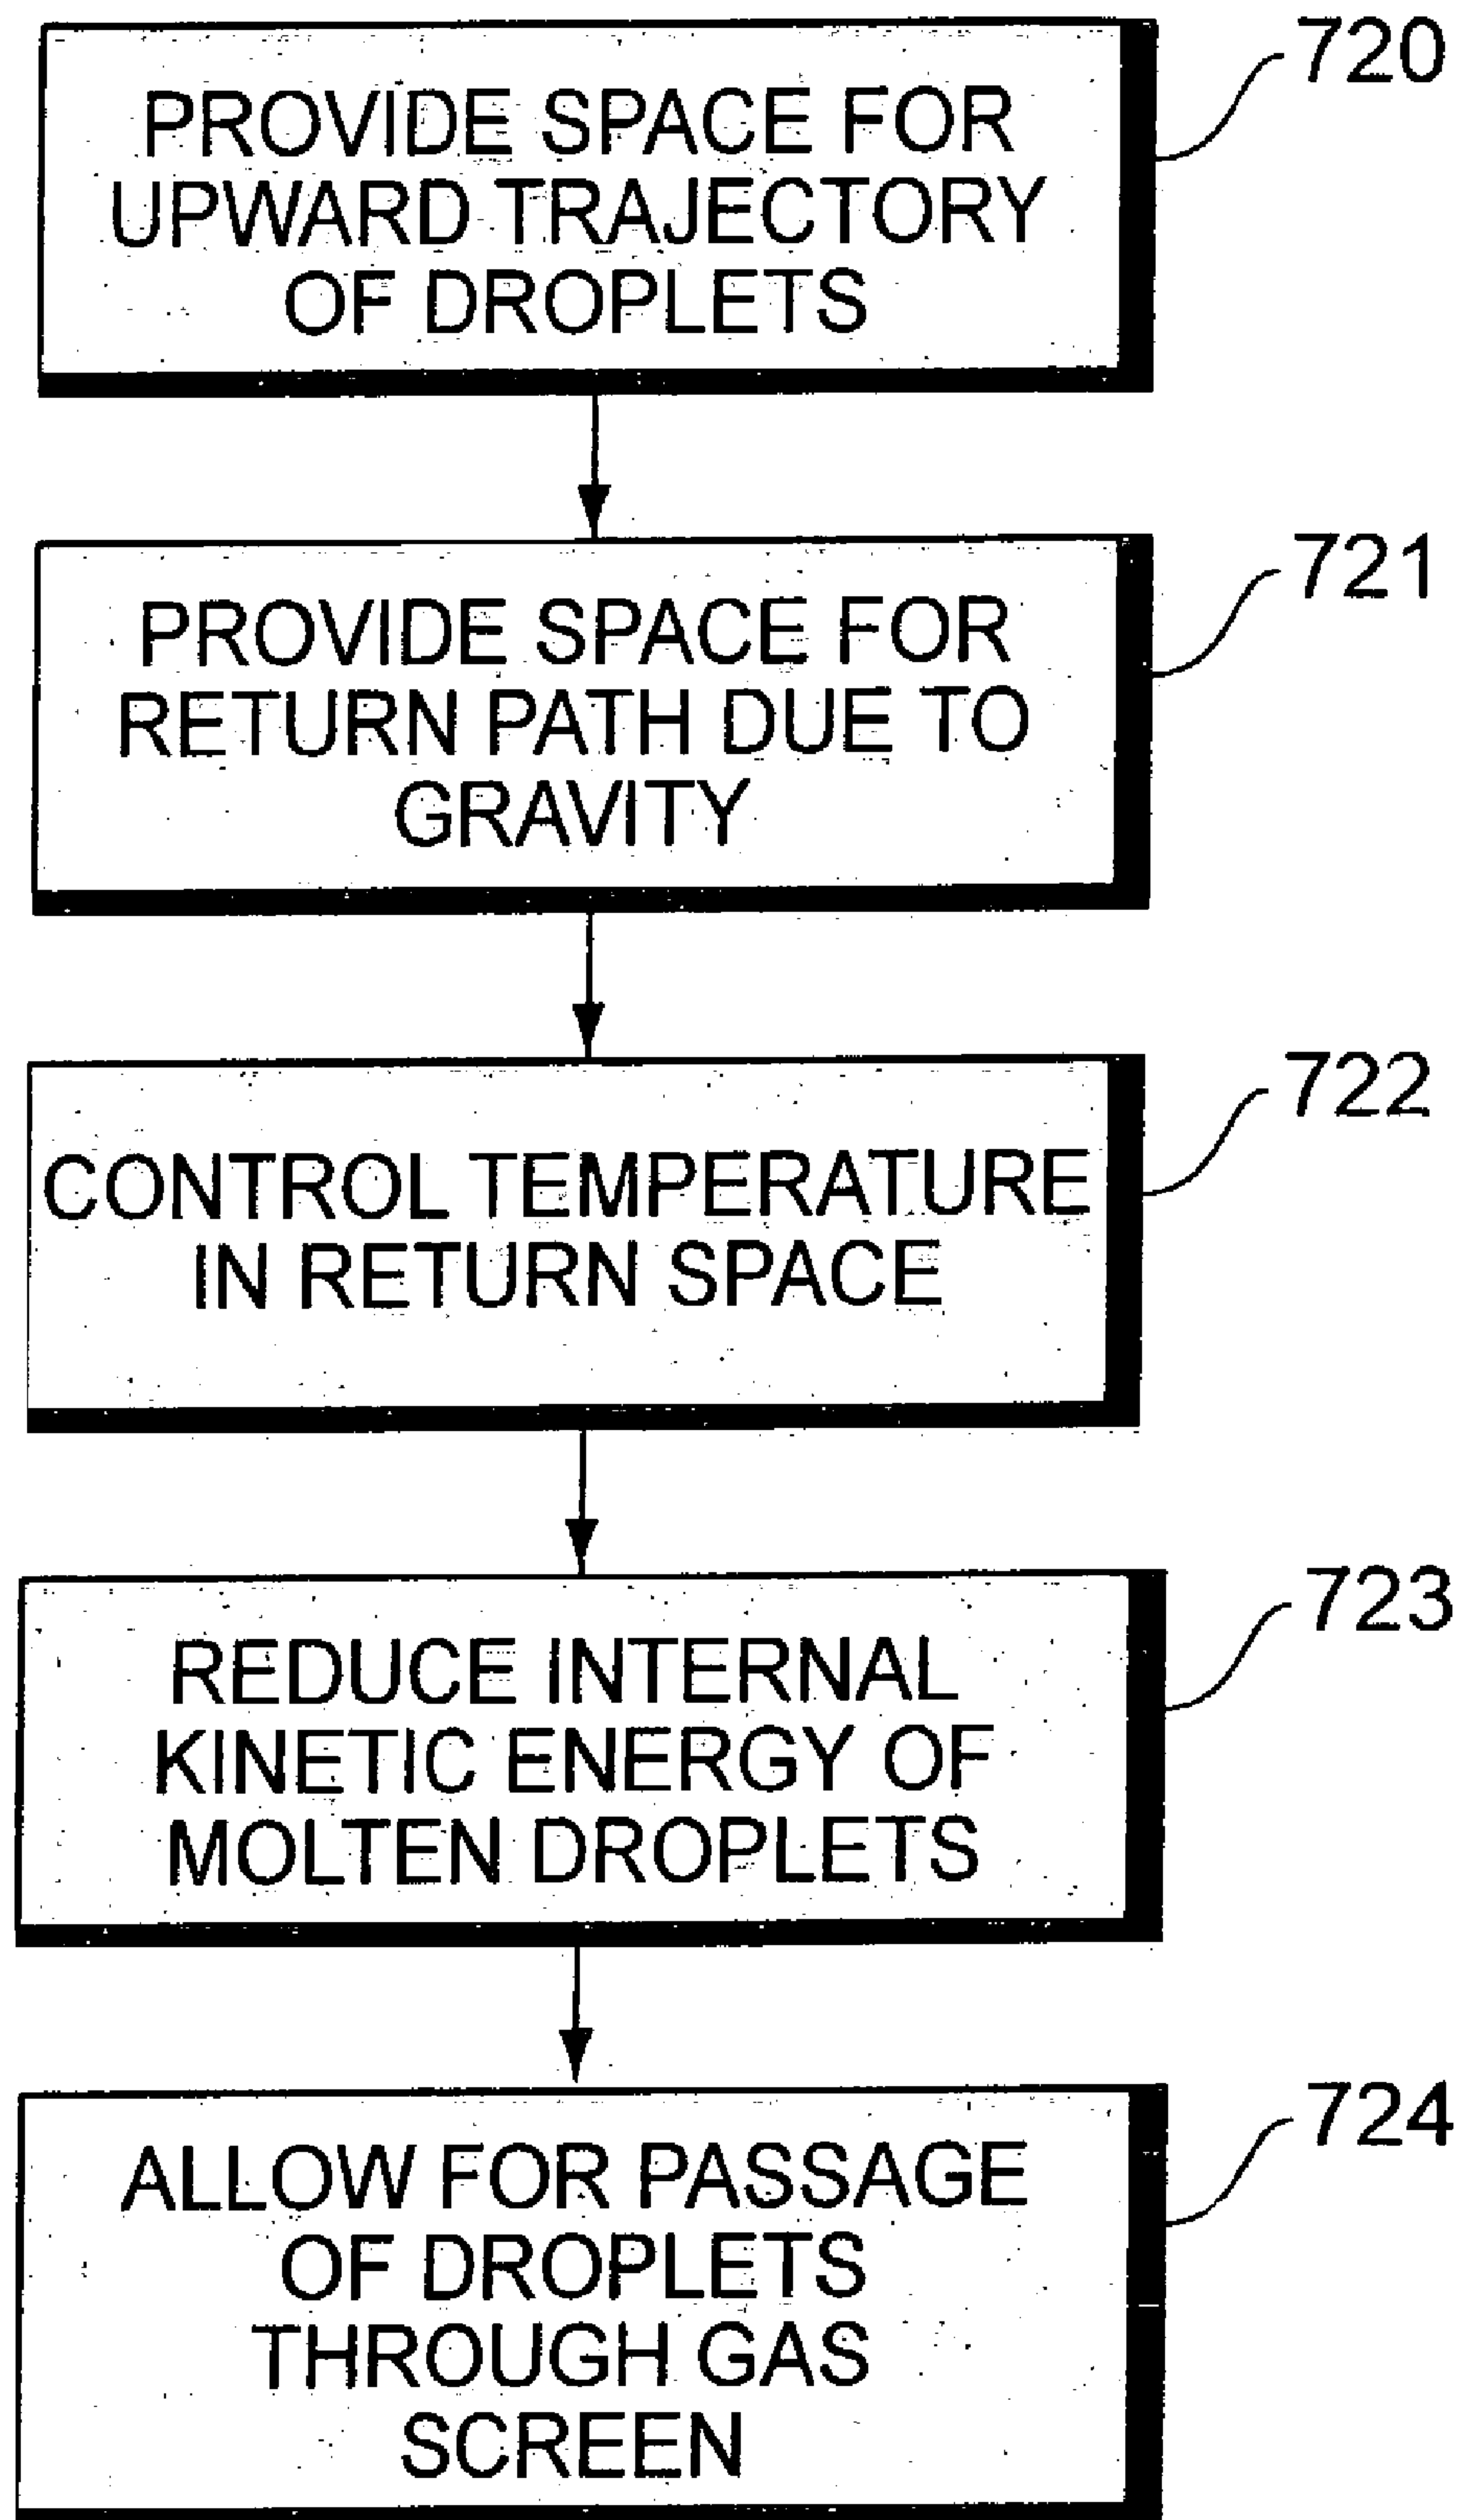 720
PROVIDE SPACE FOR
UPWARD TRAJECTORY
OF DROPLETS
721
PROVIDE SPACE FOR
RETURN PATH DUE TO
GRAVITY
722
CONTROL TEMPERATURE
IN RETURN SPACE
723
REDUCE INTERNAL
KINETIC ENERGY OF
MOLTEN DROPLETS
724
ALLOW FOR PASSAGE
OF DROPLETS
THROUGH GAS
SCREEN